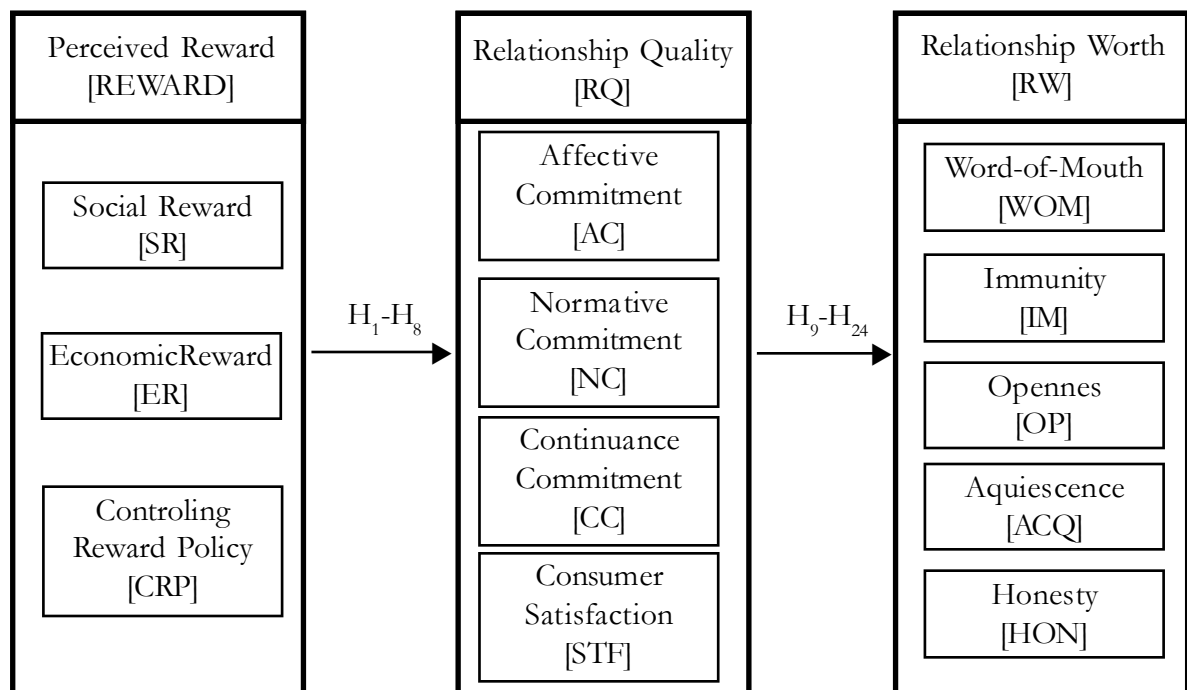 Perceived Reward
[REWARD]
Social Reward
[SR]
EconomicReward
[ER]
Controling
Reward Policy
[CRP]
H₁-H₈
Relationship Quality
[RQ]
Affective
Commitment
[AC]
Normative
Commitment
[NC]
Continuance
Commitment
[CC]
Consumer
Satisfaction
[STF]
H₉-H₂₄
Relationship Worth
[RW]
Word-of-Mouth
[WOM]
Immunity
[IM]
Opennes
[OP]
Aquiescence
[ACQ]
Honesty
[HON]